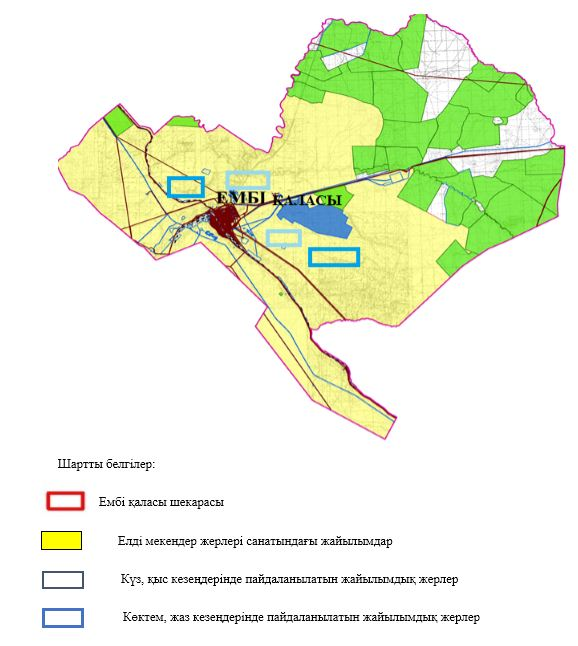 ЕМБІ ҚАЛАСЫ
Шартты белгілер:
Ембі қаласы шекарасы
Елді мекендер жерлері санатындағы жайылымдар
Күз, қыс кезеңдерінде пайдаланылатын жайылымдық жерлер
Көктем, жаз кезеңдерінде пайдаланылатын жайылымдық жерлер